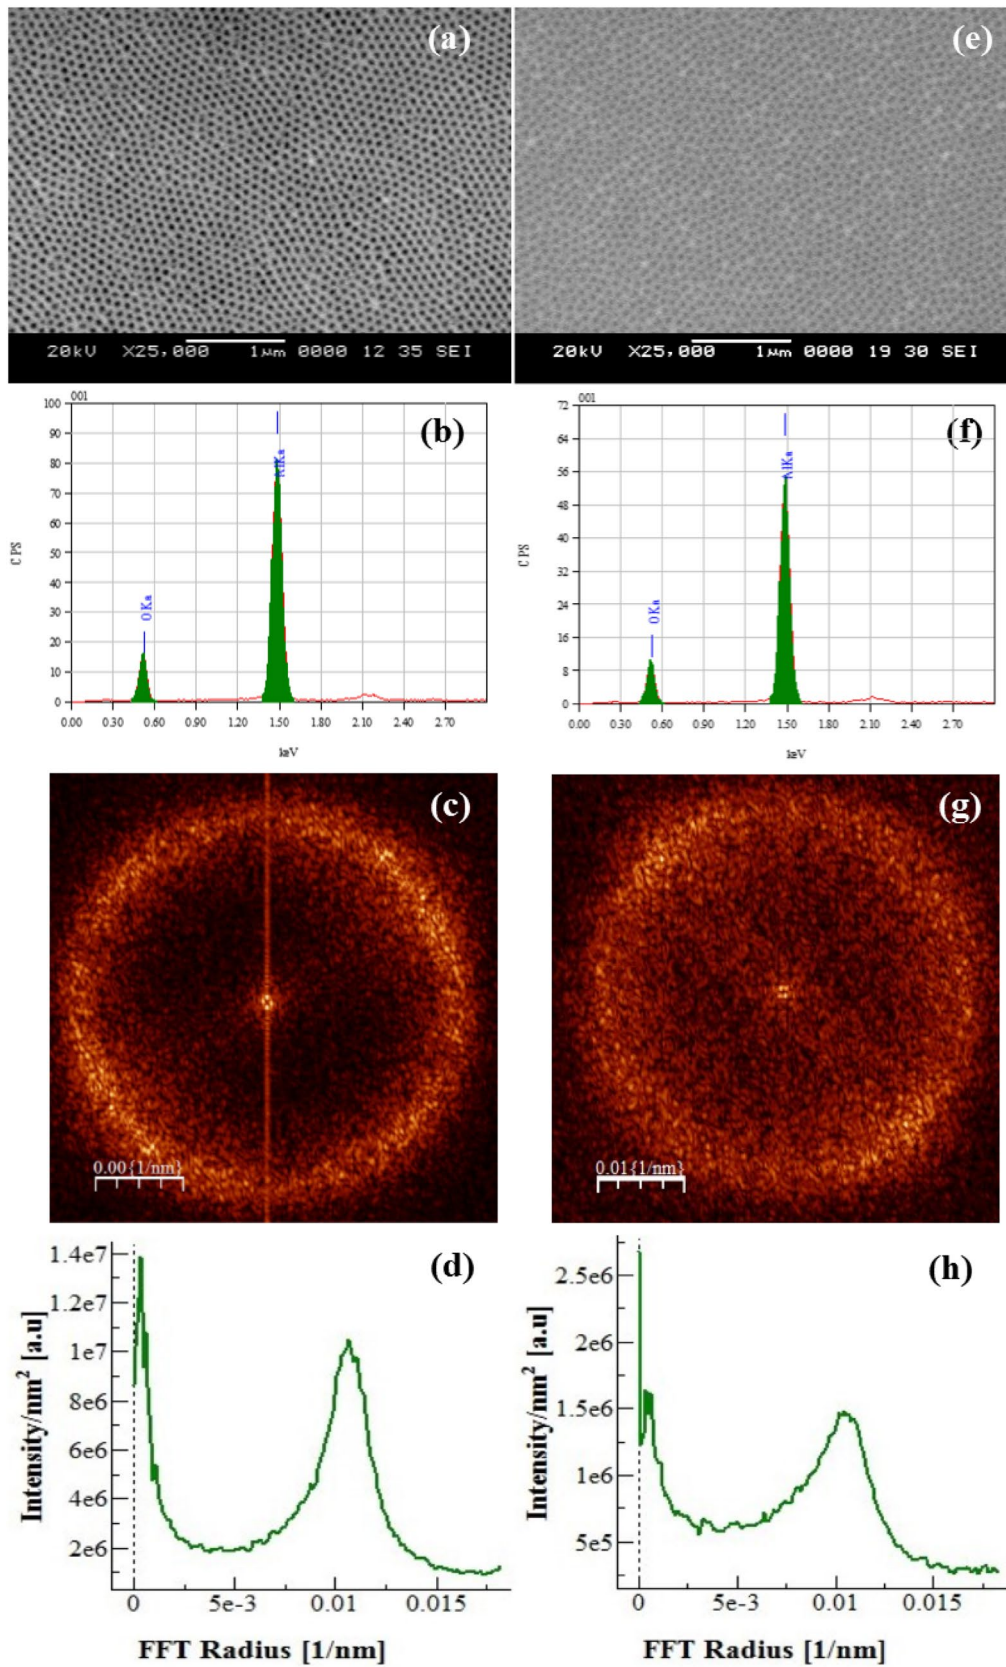 (a)
(e)
20kV X25,000 1μm 0000 12 35 SEI
20kV X25,000 1μm 0000 19 30 SEI
001
(b)
100
90
80
70
60
50
40
30
20
10
0
CPS
OKa
AlKa
0.00 0.30 0.60 0.90 1.20 1.50 1.80 2.10 2.40 2.70
keV
001
(f)
72
64
56
48
40
32
24
16
8
0
CPS
OKa
AlKa
0.00 0.30 0.60 0.90 1.20 1.50 1.80 2.10 2.40 2.70
keV
(c)
0.00{1/nm}
(g)
0.01{1/nm}
(d)
1.4e7
1.2e7
1e7
8e6
6e6
4e6
2e6
Intensity/nm² [a.u]
0 5e-3 0.01 0.015
FFT Radius [1/nm]
(h)
2.5e6
2e6
1.5e6
1e6
5e5
Intensity/nm² [a.u]
0 5e-3 0.01 0.015
FFT Radius [1/nm]